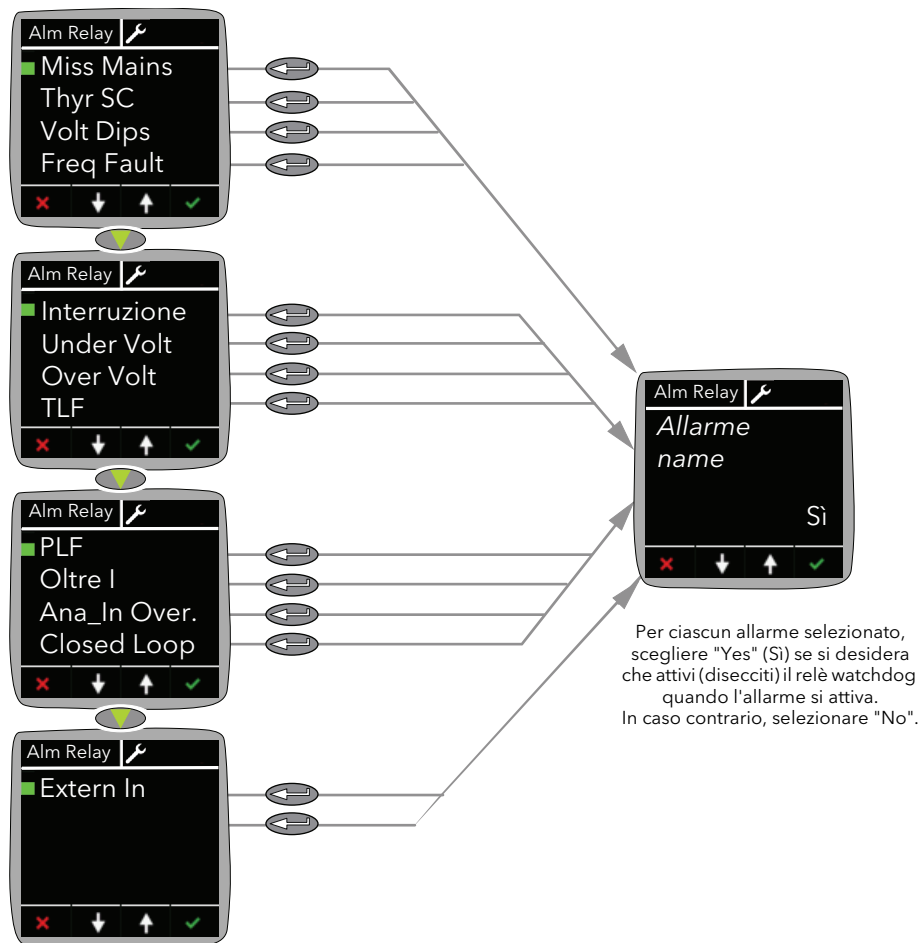 Alm Relay
Miss Mains
Thyr SC
Volt Dips
Freq Fault
Alm Relay
Interruzione
Under Volt
Over Volt
TLF
Alm Relay
PLF
Oltre I
Ana_In Over.
Closed Loop
Alm Relay
Extern In
Alm Relay
Allarme
name
Sì
Per ciascun allarme selezionato,
scegliere "Yes" (Sì) se si desidera
che attivi (disecciti) il relè watchdog
quando l'allarme si attiva.
In caso contrario, selezionare "No".